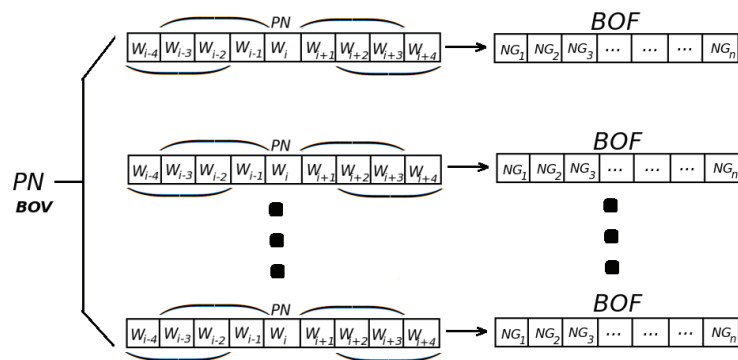 PN BOF
W_{i-4} W_{i-3} W_{i-2} W_{i-1} W_i W_{i+1} W_{i+2} W_{i+3} W_{i+4} NG_1 NG_2 NG_3 ... ... ... NG_n
PN BOF
W_{i-4} W_{i-3} W_{i-2} W_{i-1} W_i W_{i+1} W_{i+2} W_{i+3} W_{i+4} NG_1 NG_2 NG_3 ... ... ... NG_n
PN
BOV
PN BOF
W_{i-4} W_{i-3} W_{i-2} W_{i-1} W_i W_{i+1} W_{i+2} W_{i+3} W_{i+4} NG_1 NG_2 NG_3 ... ... ... NG_n